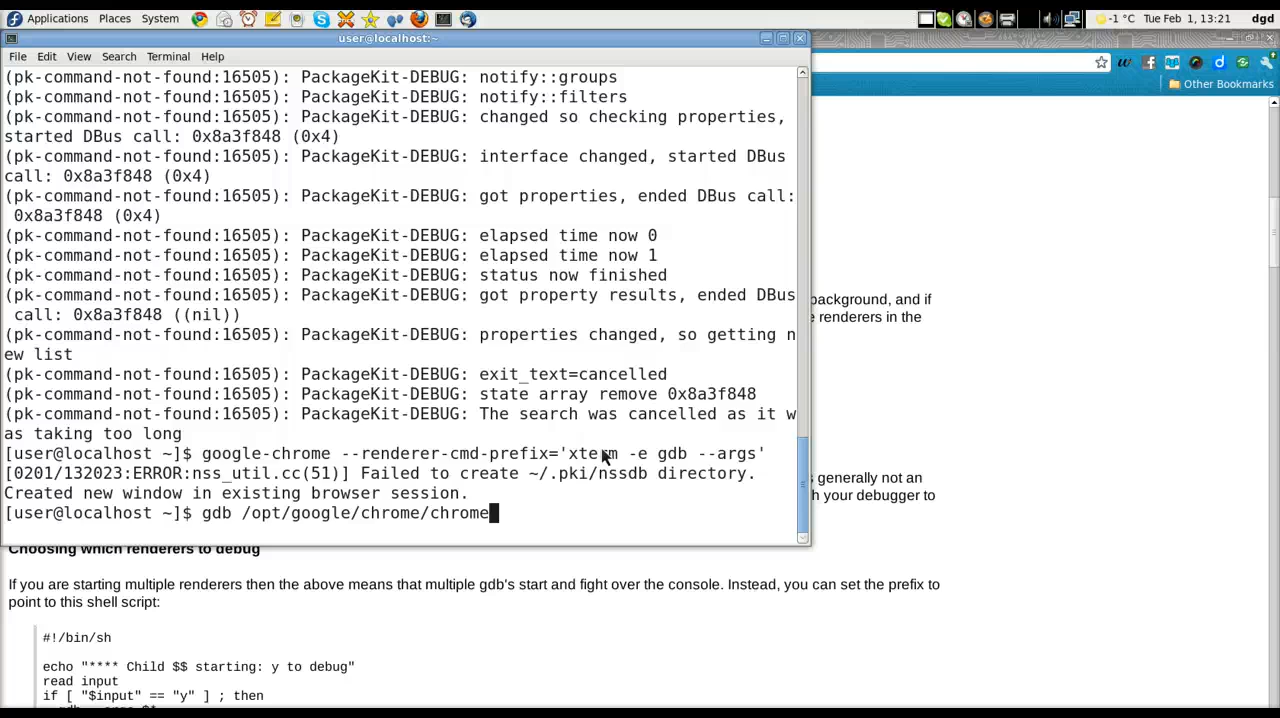 Applications Places System
-1 °C Tue Feb 1, 13:21 dgd
user@localhost:~
File Edit View Search Terminal Help
Other Bookmarks
(pk-command-not-found:16505): PackageKit-DEBUG: notify::groups
(pk-command-not-found:16505): PackageKit-DEBUG: notify::filters
(pk-command-not-found:16505): PackageKit-DEBUG: changed so checking properties,
started DBus call: 0x8a3f848 (0x4)
(pk-command-not-found:16505): PackageKit-DEBUG: interface changed, started DBus
call: 0x8a3f848 (0x4)
(pk-command-not-found:16505): PackageKit-DEBUG: got properties, ended DBus call:
0x8a3f848 (0x4)
(pk-command-not-found:16505): PackageKit-DEBUG: elapsed time now 0
(pk-command-not-found:16505): PackageKit-DEBUG: elapsed time now 1
(pk-command-not-found:16505): PackageKit-DEBUG: status now finished
(pk-command-not-found:16505): PackageKit-DEBUG: got property results, ended DBus
call: 0x8a3f848 ((nil))
(pk-command-not-found:16505): PackageKit-DEBUG: properties changed, so getting n
ew list
(pk-command-not-found:16505): PackageKit-DEBUG: exit_text=cancelled
(pk-command-not-found:16505): PackageKit-DEBUG: state array remove 0x8a3f848
(pk-command-not-found:16505): PackageKit-DEBUG: The search was cancelled as it w
as taking too long
[user@localhost ~]$ google-chrome --renderer-cmd-prefix='xterm -e gdb --args'
[0201/132023:ERROR:nss_util.cc(51)] Failed to create ~/.pki/nssdb directory.
Created new window in existing browser session.
[user@localhost ~]$ gdb /opt/google/chrome/chrome
background, and if
renderers in the
generally not an
your debugger to
Choosing which renderers to debug
If you are starting multiple renderers then the above means that multiple gdb's start and fight over the console. Instead, you can set the prefix to
point to this shell script:
#!/bin/sh
echo "**** Child $$ starting: y to debug"
read input
if [ "$input" == "y" ] ; then